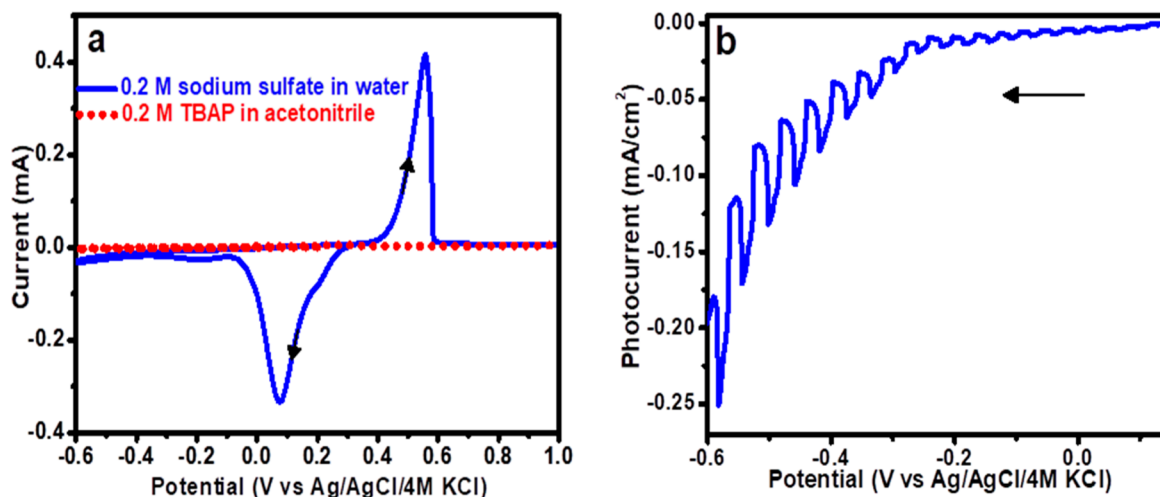 a
0.2 M sodium sulfate in water
0.2 M TBAP in acetonitrile
Current (mA)
0.4
0.2
0.0
-0.2
-0.4
-0.6 -0.4 -0.2 0.0 0.2 0.4 0.6 0.8 1.0
Potential (V vs Ag/AgCl/4M KCl)
b
Photocurrent (mA/cm²)
0.00
-0.05
-0.10
-0.15
-0.20
-0.25
-0.6 -0.4 -0.2 0.0
Potential (V vs Ag/AgCl/4M KCl)